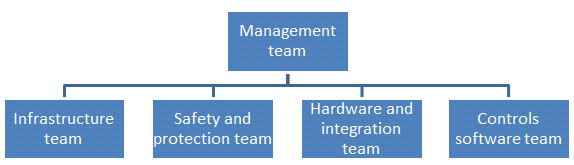 Management
team
Infrastructure
team
Safety and
protection team
Hardware and
integration
team
Controls
software team